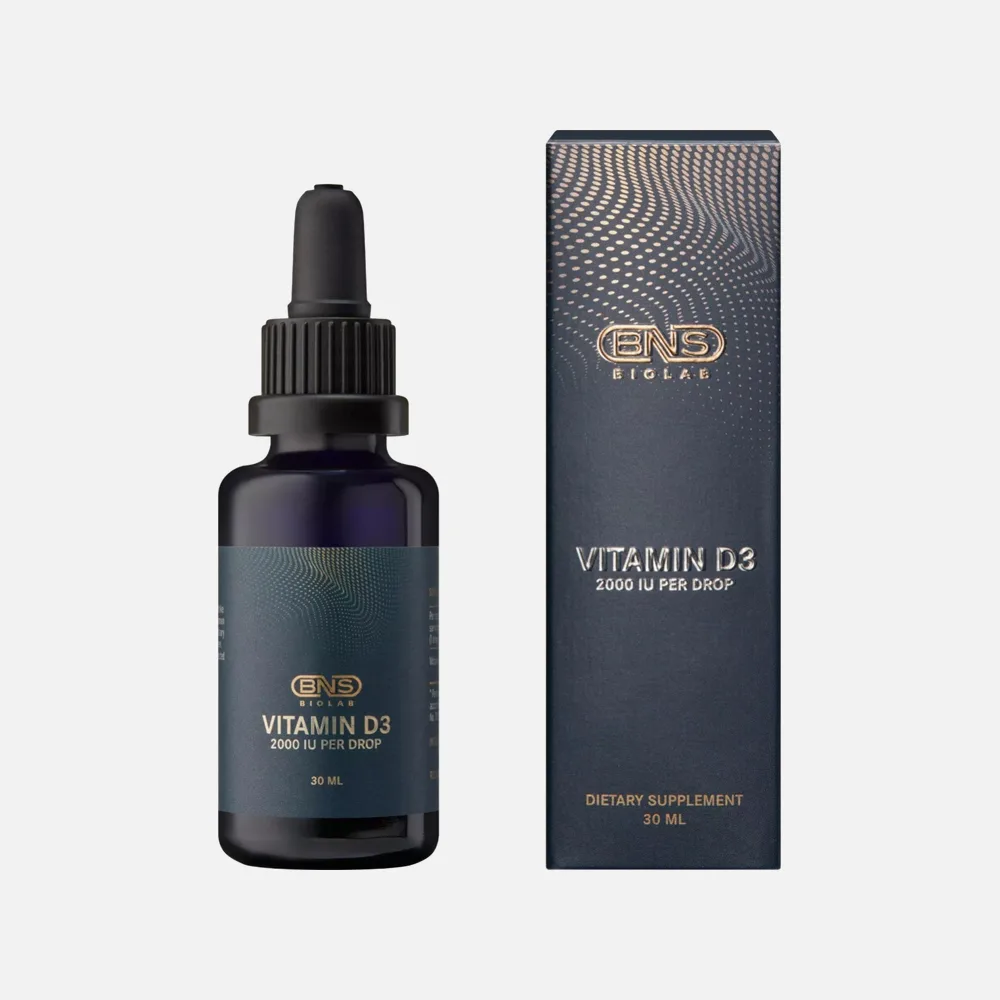 BNS
BIOLAB
VITAMIN D3
2000 IU PER DROP
30 ML
BNS
BIOLAB
VITAMIN D3
2000 IU PER DROP
DIETARY SUPPLEMENT
30 ML